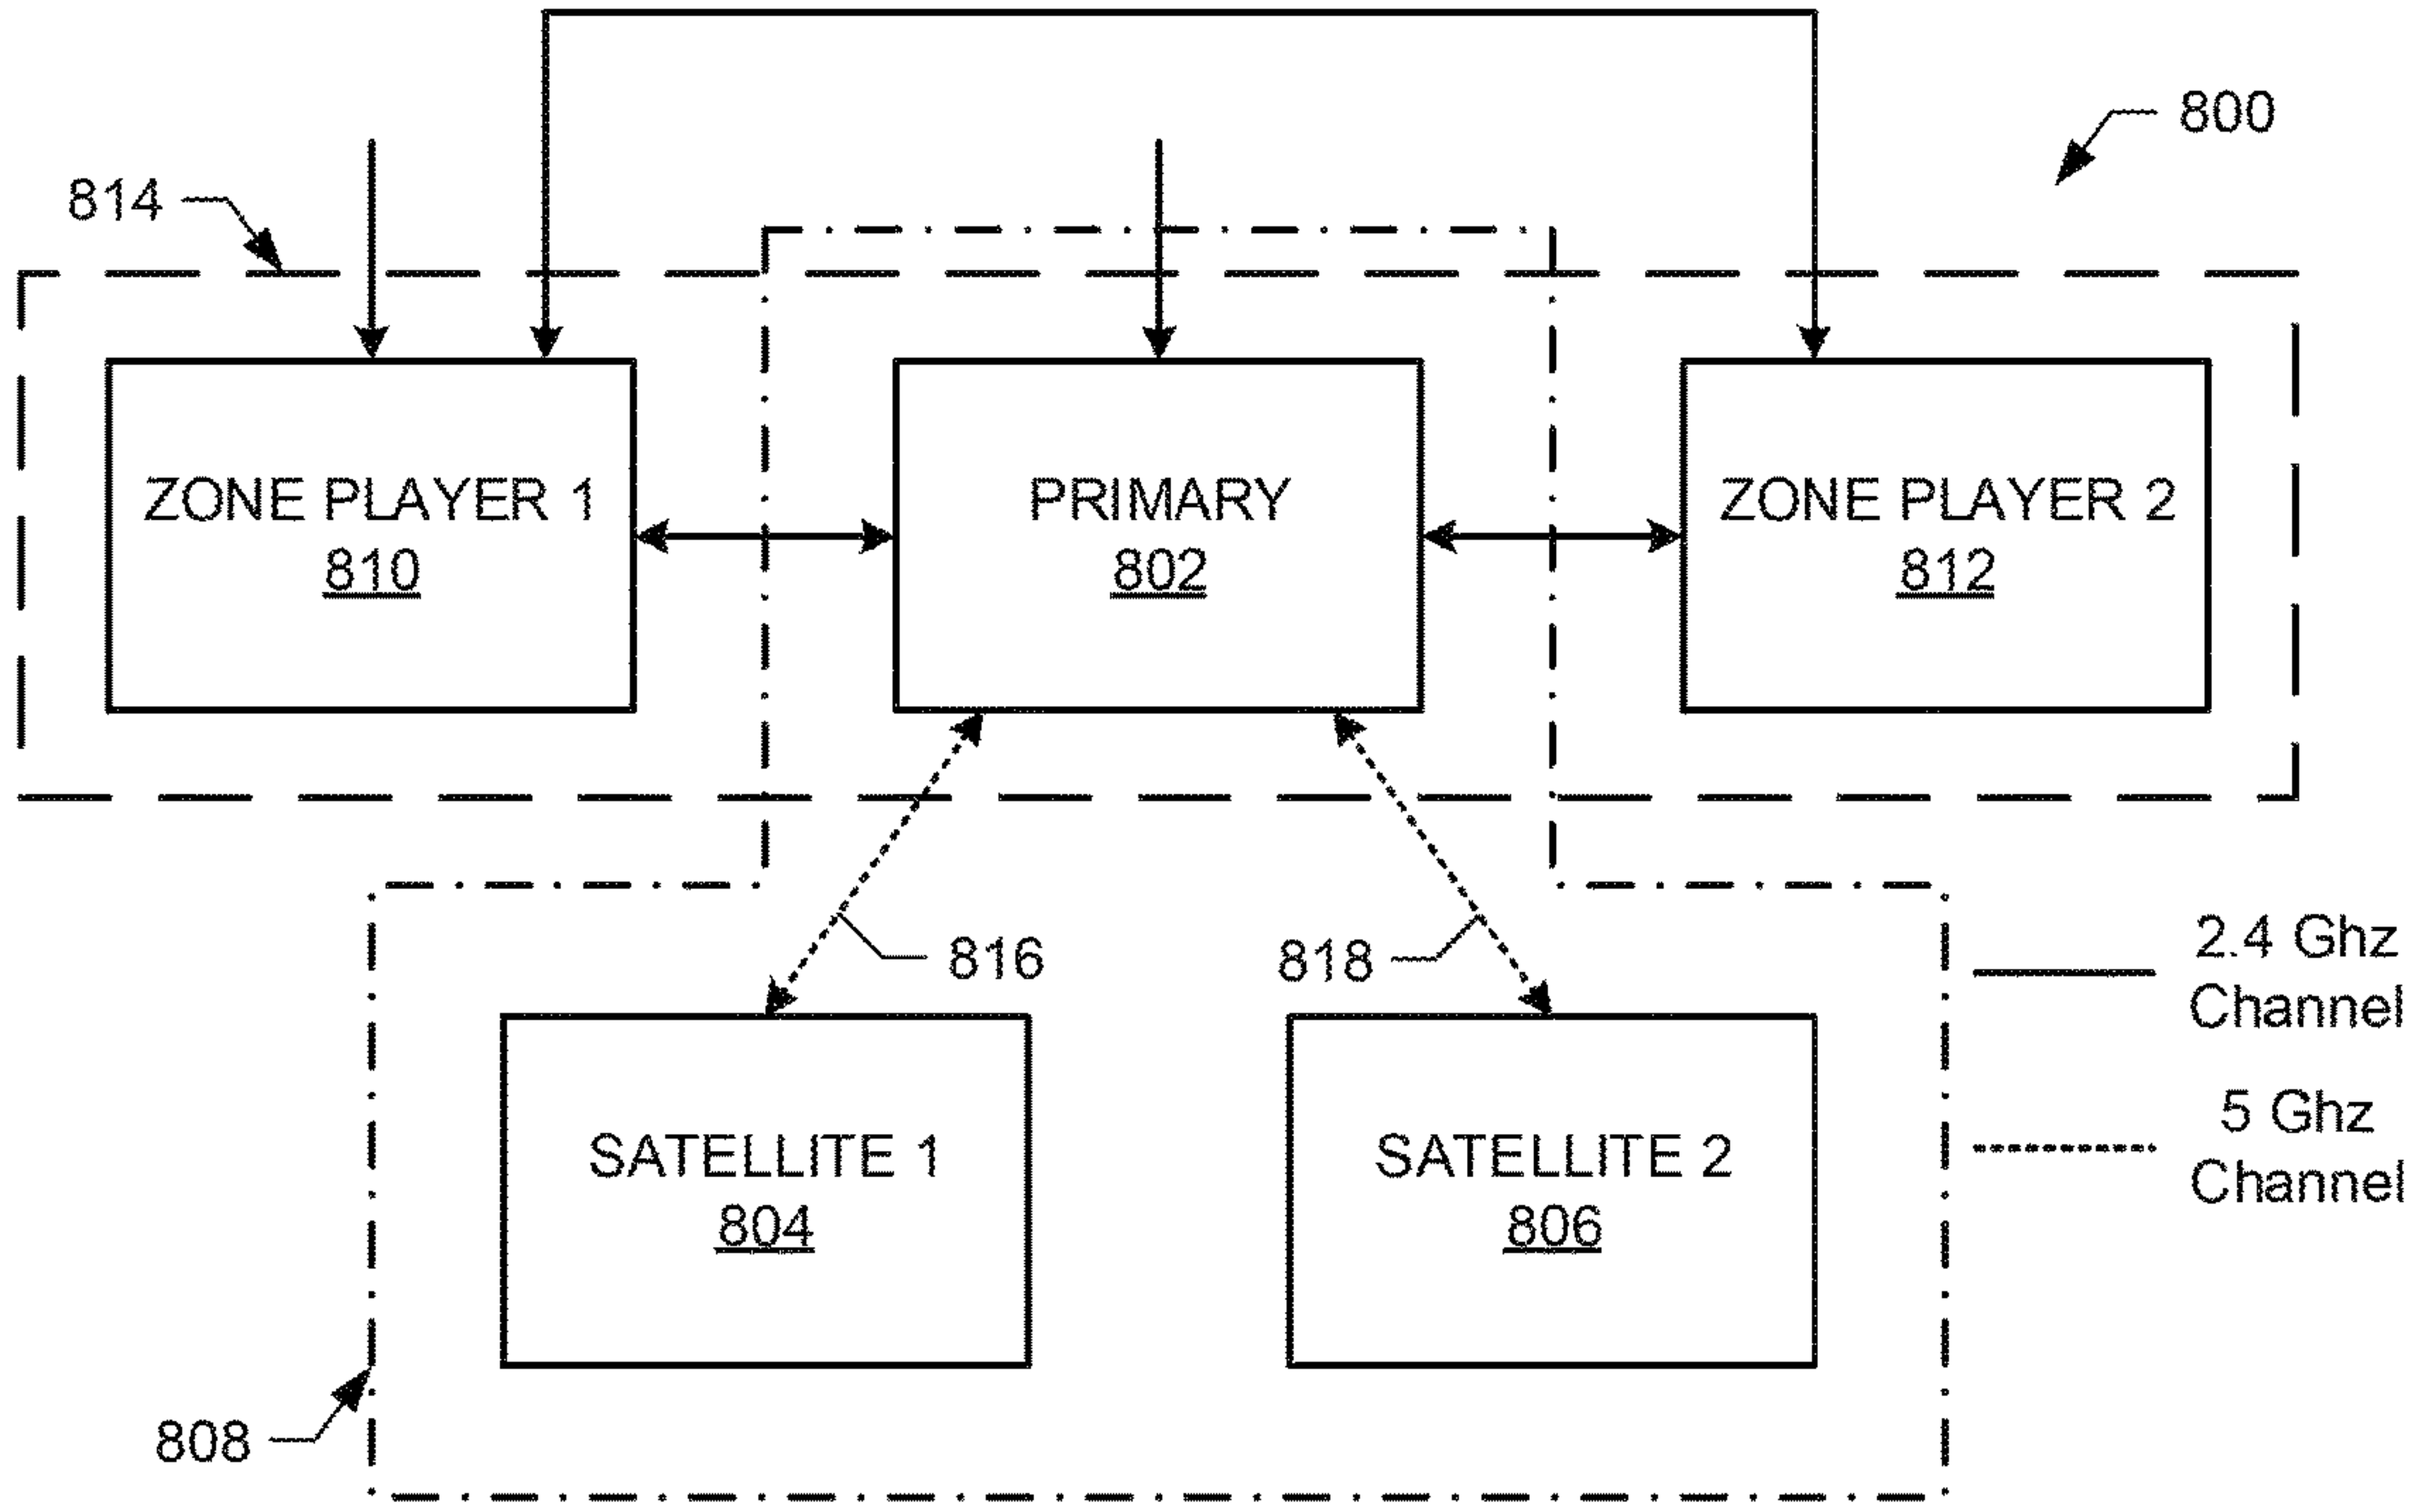 800
814
ZONE PLAYER 1
810
PRIMARY
802
ZONE PLAYER 2
812
816
818
2.4 Ghz
Channel
5 Ghz
Channel
SATELLITE 1
804
SATELLITE 2
806
808